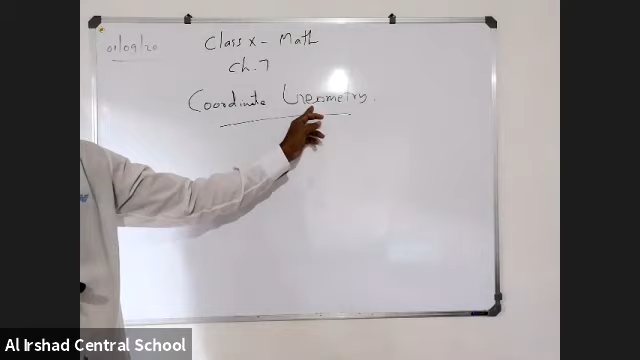 01/09/20
Class X - Math
Ch. 7
Coordinate Geometry.
Al Irshad Central School